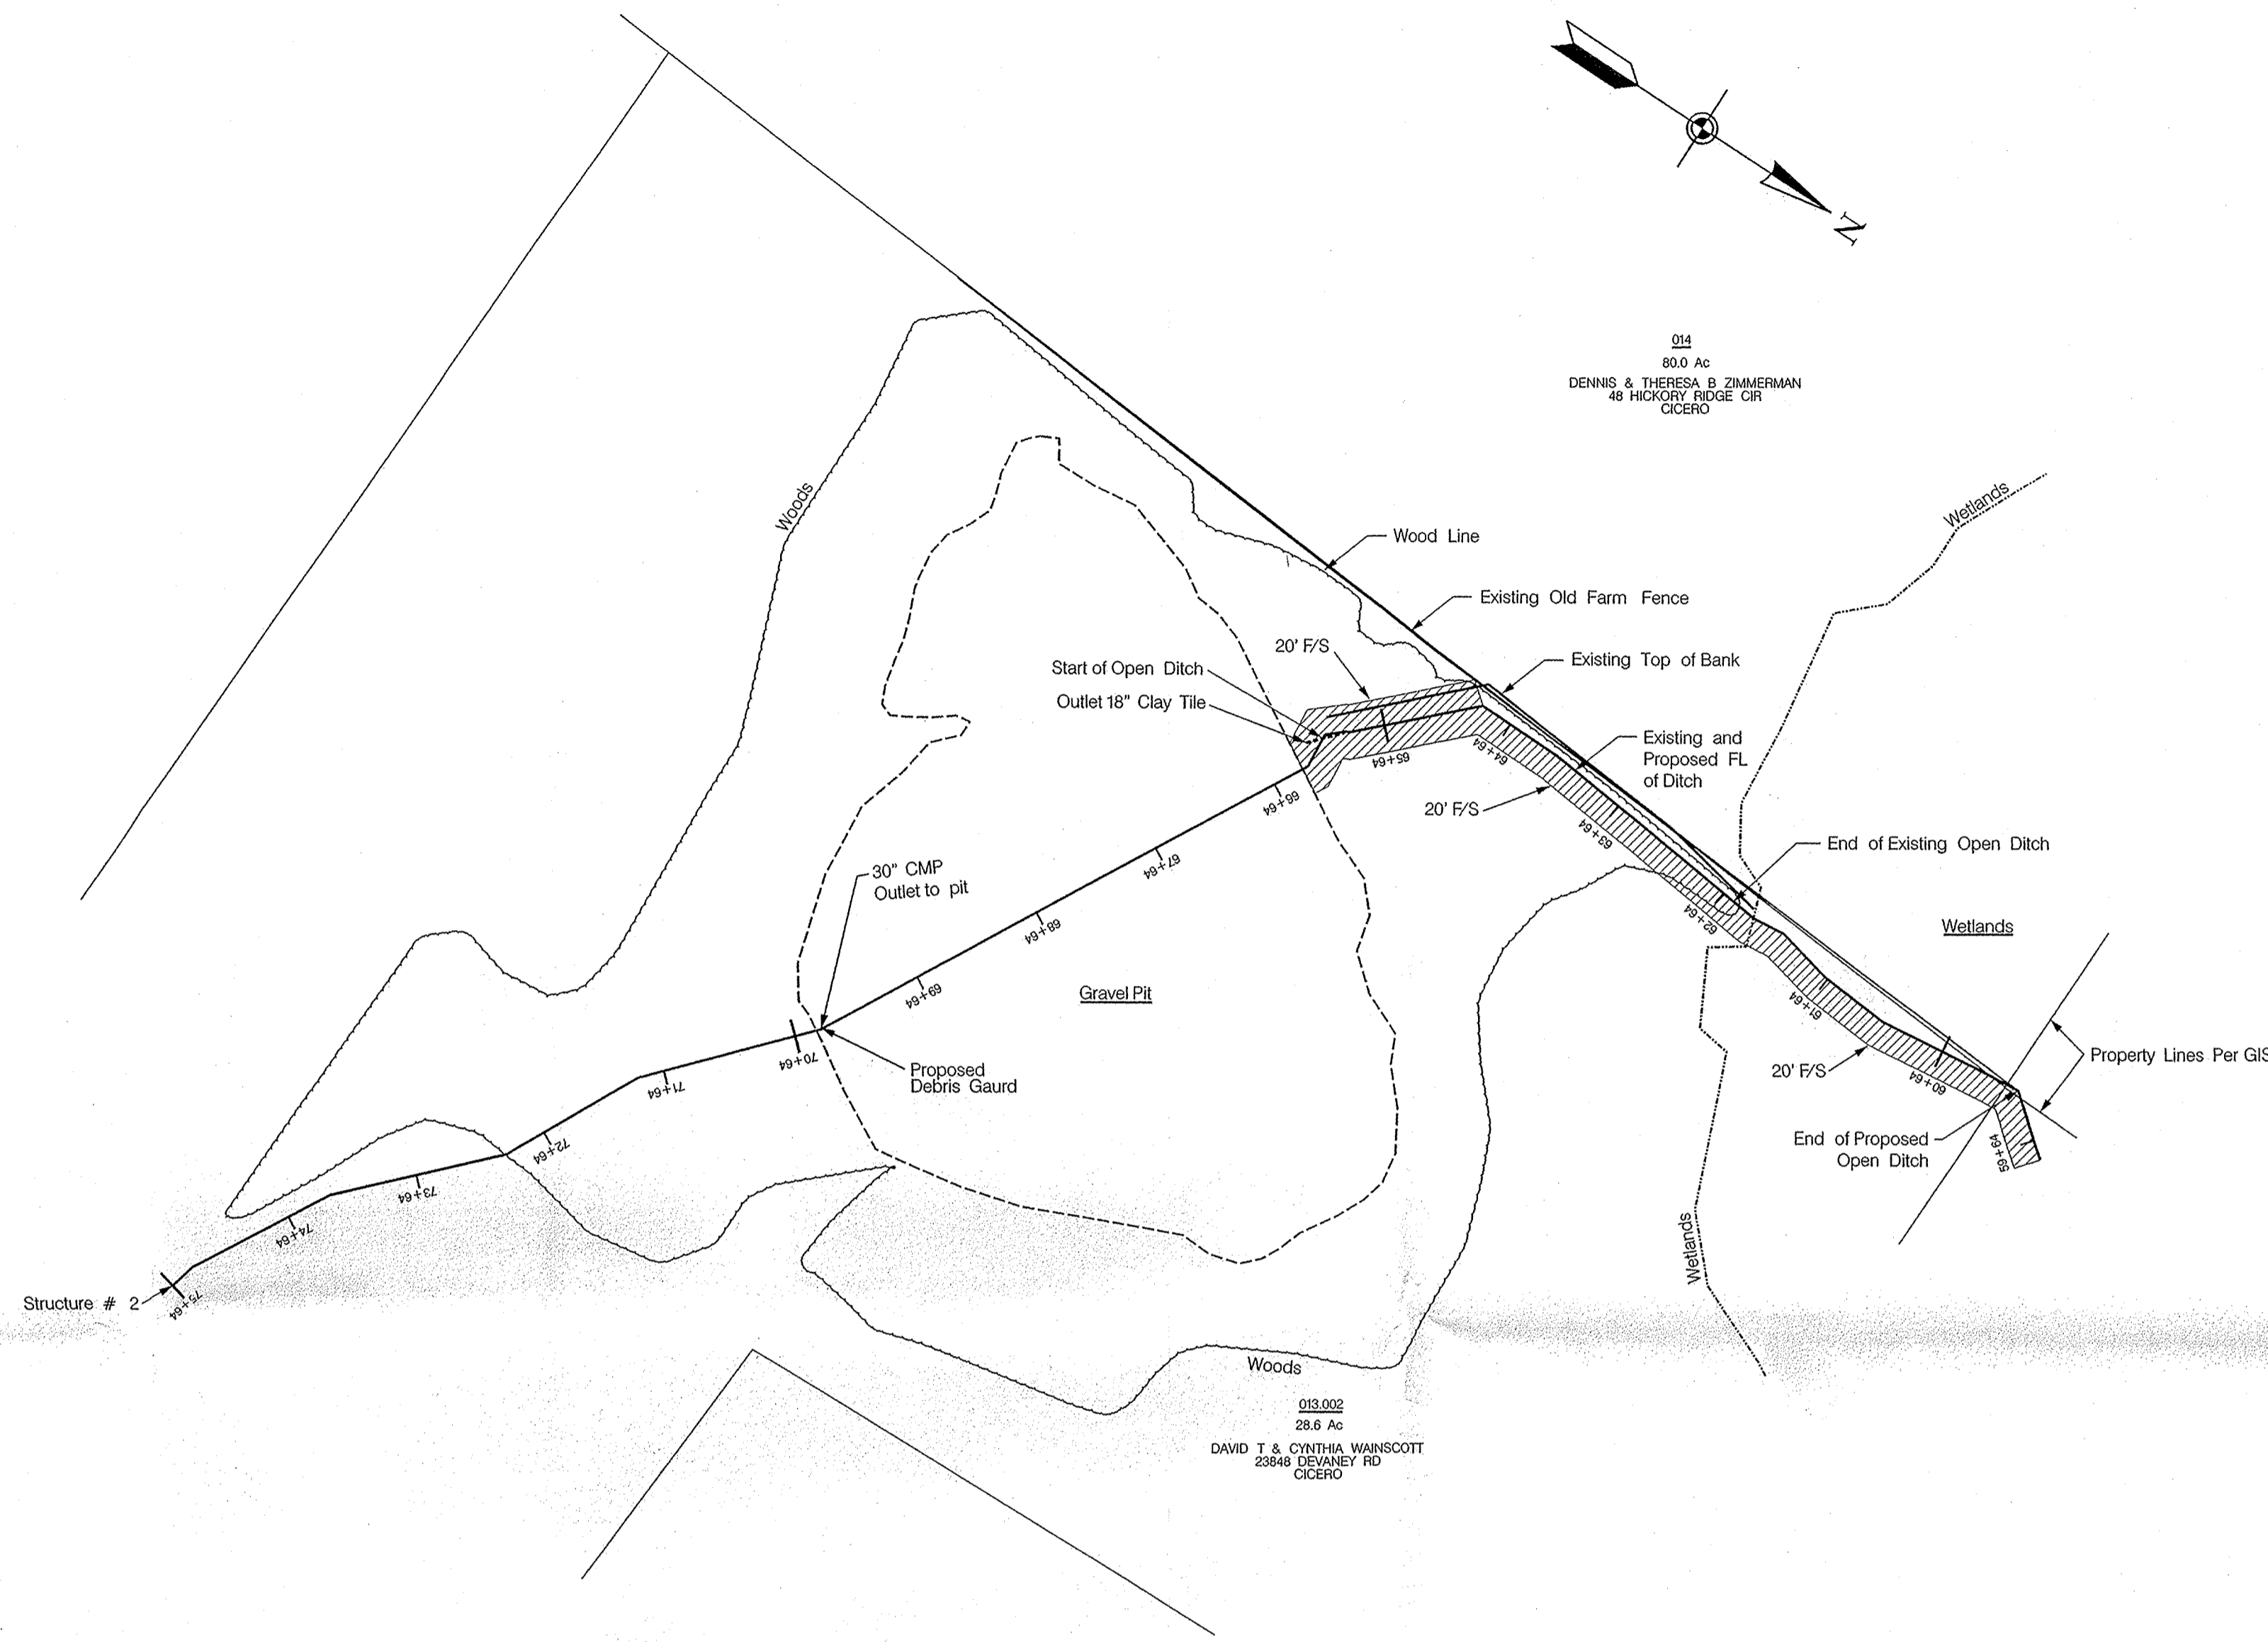 N
014
80.0 Ac
DENNIS & THERESA B ZIMMERMAN
48 HICKORY RIDGE CIR
CICERO
Woods
Wetlands
Wood Line
Existing Old Farm Fence
20' F/S
Existing Top of Bank
Start of Open Ditch
Outlet 18" Clay Tile
Existing and
Proposed FL
of Ditch
65+64
64+64
66+64
20' F/S
63+64
End of Existing Open Ditch
67+64
30" CMP
Outlet to pit
62+64
68+64
Wetlands
69+64
Gravel Pit
61+64
70+64
Proposed
Debris Gaurd
20' F/S
60+64
Property Lines Per GIS
71+64
72+64
End of Proposed
Open Ditch
59+64
73+64
74+64
Wetlands
Structure # 2
75+64
Woods
013.002
28.6 Ac
DAVID T & CYNTHIA WAINSCOTT
23848 DEVANEY RD
CICERO